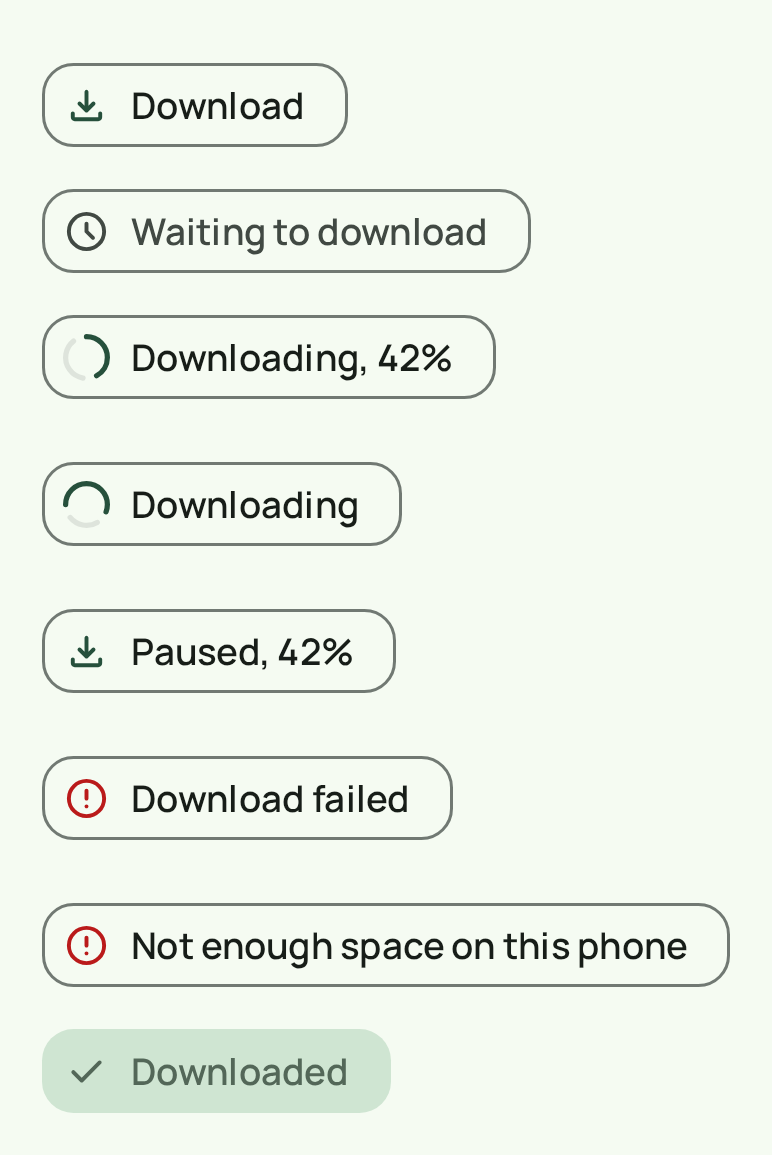 Download
Waiting to download
Downloading, 42%
Downloading
Paused, 42%
Download failed
Not enough space on this phone
Downloaded